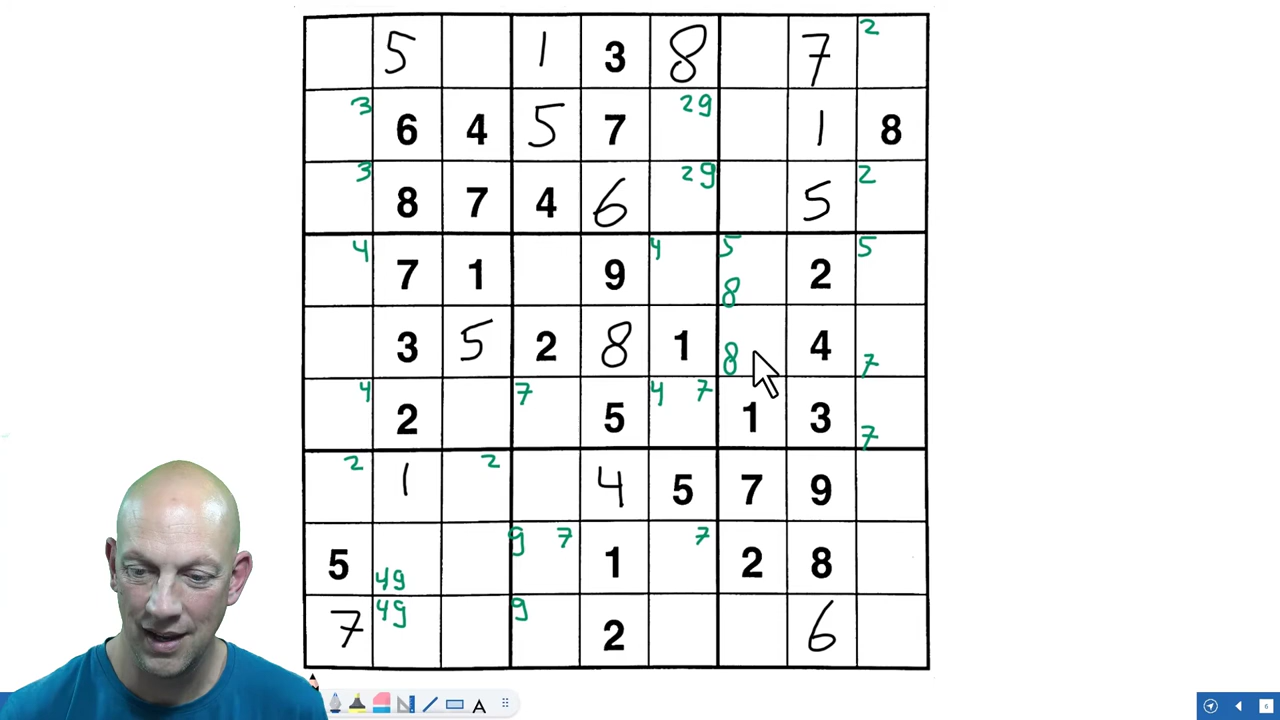 5 1 3 8 7 2
3 6 4 5 7 29 1 8
3 8 7 4 6 29 5 2
4 7 1 9 4 5 8 2 5
3 5 2 8 1 8 4 7
4 2 7 5 4 7 1 3 7
2 1 2 4 5 7 9
5 49 9 7 1 7 2 8
7 49 9 2 6
A
6